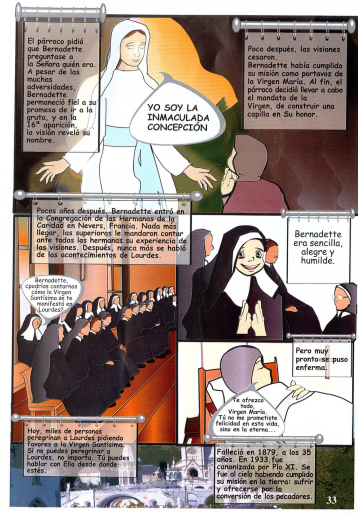 El párroco pidió
que Bernadette
preguntase a
la Señora quién era.
A pesar de las
muchas
adversidades,
Bernadette
permaneció fiel a su
promesa de ir a la
gruta, y en la
16ª aparición,
la visión reveló su
nombre.
YO SOY LA
INMACULADA
CONCEPCIÓN
Poco después, las visiones
cesaron.
Bernadette había cumplido
su misión como portavoz de
la Virgen María. Al fin, el
párroco decidió llevar a cabo
el mandato de la
Virgen, de construir una
capilla en Su honor.
Pocos años después, Bernadette entró en
la Congregación de las Hermanas de la
Caridad en Nevers, Francia. Nada más
llegar, las superioras le mandaron contar
ante todas las hermanas su experiencia de
las visiones. Después, nunca más se habló
de los acontecimientos de Lourdes.
Bernadette,
¿podrías contarnos
cómo la Virgen
Santísima se te
manifestó en
Lourdes?
Bernadette
era sencilla,
alegre y
humilde.
Pero muy
pronto se puso
enferma.
Te ofrezco
todo,
Virgen María.
Tú no me prometiste
felicidad en esta vida,
sino en la eterna...
Hoy, miles de personas
peregrinan a Lourdes pidiendo
favores a la Virgen Santísima.
Si no puedes peregrinar a
Lourdes, no importa. Tú puedes
hablar con Ella desde donde
estés.
Falleció en 1879, a los 35
años. En 1933, fue
canonizada por Pío XI. Se
fue al cielo habiendo cumplido
su misión en la tierra: sufrir
y ofrecerse por la
conversión de los pecadores.
33